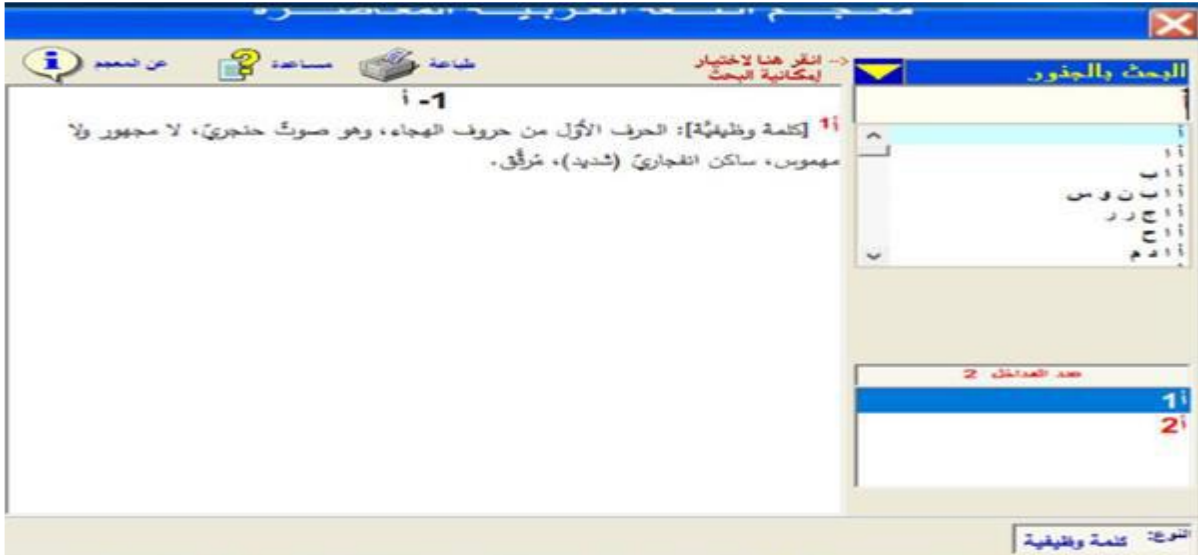 معجم اللغة العربية المعاصرة
البحث بالجذور
<-- انقر هنا لاختيار
إمكانية البحث
طباعة
مساعدة
عن المعجم
1- أ
أ1 [كلمة وظيفيَّة]: الحرف الأوّل من حروف الهجاء، وهو صوتٌ حنجريّ، لا مجهور ولا
مهموس، ساكن انفجاريّ (شديد)، مُرقَّق.
أ
أ ا
أ ا ب
أ ا ب ن و س
أ ا ج ر ر
أ ا ح
أ ا د م
عدد المداخل 2
أ1
أ2
النوع: كلمة وظيفية